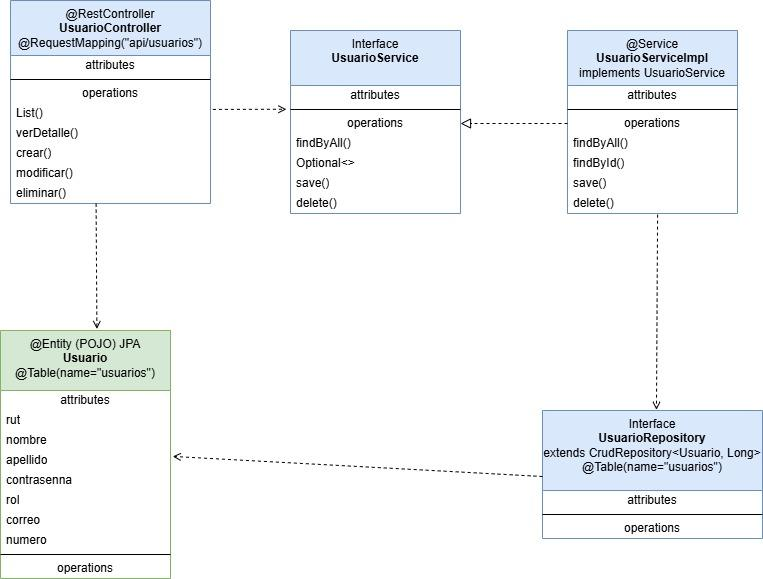 @RestController
UsuarioController
@RequestMapping("api/usuarios")
attributes
operations
List()
verDetalle()
crear()
modificar()
eliminar()
Interface
UsuarioService
attributes
operations
findByAll()
Optional<>
save()
delete()
@Service
UsuarioServiceImpl
implements UsuarioService
attributes
operations
findByAll()
findById()
save()
delete()
@Entity (POJO) JPA
Usuario
@Table(name="usuarios")
attributes
rut
nombre
apellido
contrasenna
rol
correo
numero
operations
Interface
UsuarioRepository
extends CrudRepository<Usuario, Long>
@Table(name="usuarios")
attributes
operations